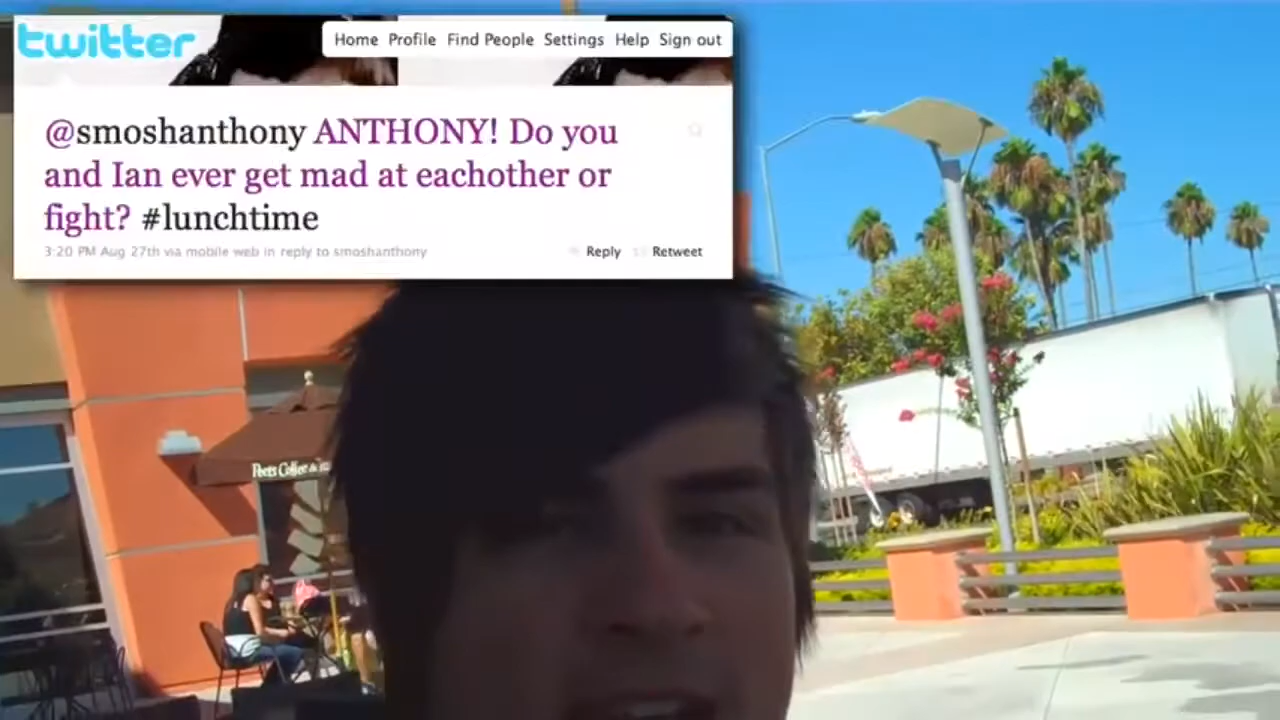 twitter
Home Profile Find People Settings Help Sign out
@smoshanthony ANTHONY! Do you
and Ian ever get mad at eachother or
fight? #lunchtime
3:20 PM Aug 27th via mobile web in reply to smoshanthony
Reply Retweet
Peets Coffee &